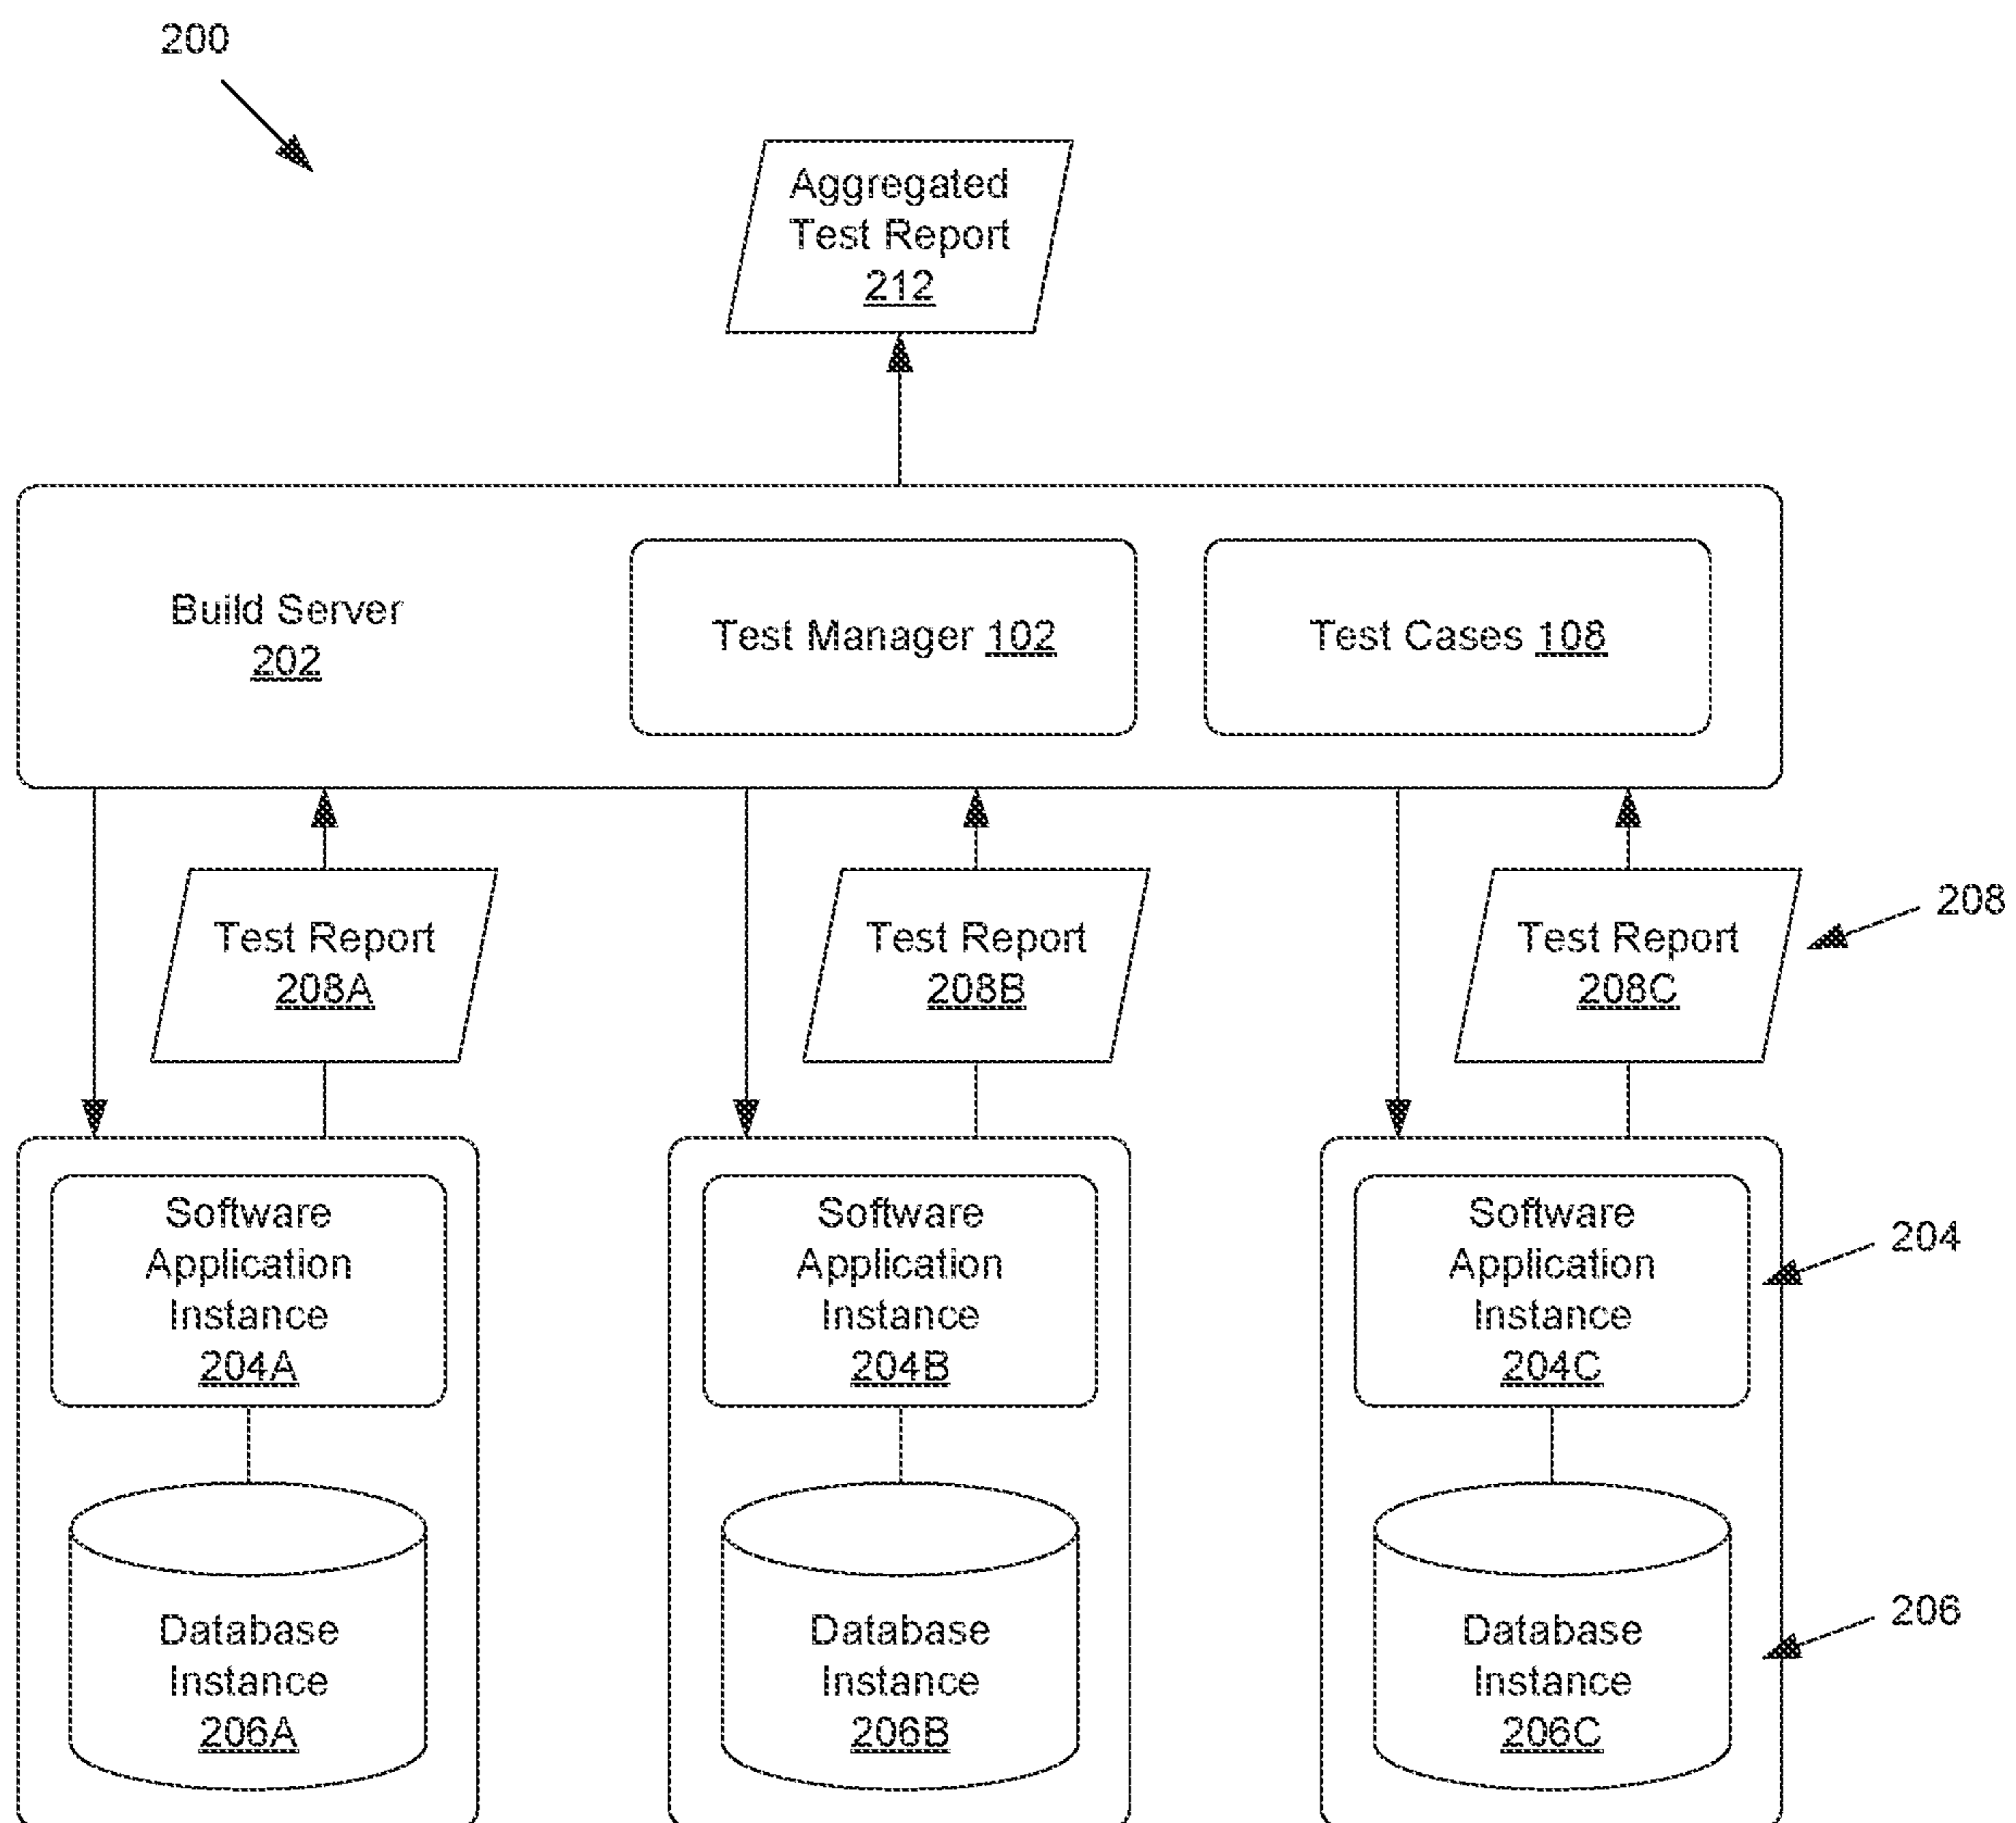 200
Aggregated
Test Report
212
Build Server
202
Test Manager 102
Test Cases 108
Test Report
208A
Test Report
208B
Test Report
208C
208
Software
Application
Instance
204A
Software
Application
Instance
204B
Software
Application
Instance
204C
204
Database
Instance
206A
Database
Instance
206B
Database
Instance
206C
206